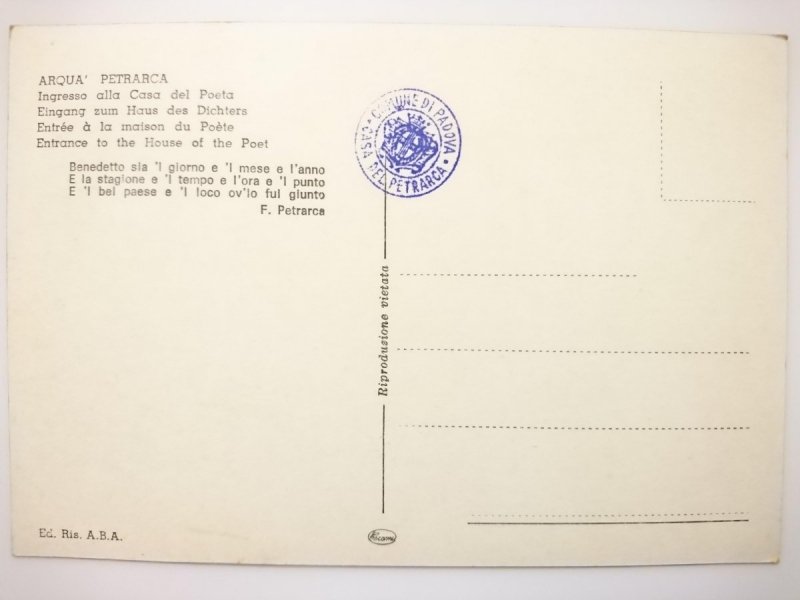 ARQUA' PETRARCA
Ingresso alla Casa del Poeta
Eingang zum Haus des Dichters
Entrée à la maison du Poète
Entrance to the House of the Poet
Benedetto sia 'l giorno e 'l mese e l'anno
E la stagione e 'l tempo e l'ora e 'l punto
E 'l bel paese e 'l loco ov'io fui giunto
F. Petrarca
COMUNE DI PADOVA
CASA DEL PETRARCA
Riproduzione vietata
Ed. Ris. A.B.A.